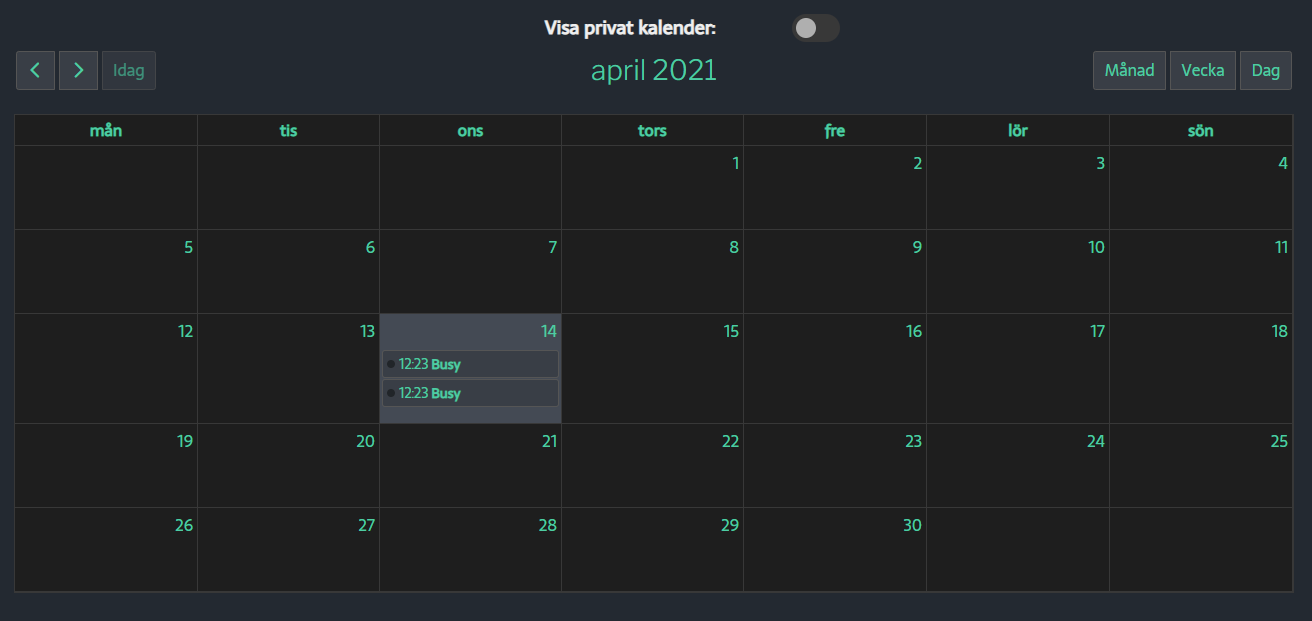 Visa privat kalender:
Idag
april 2021
Månad Vecka Dag
mån tis ons tors fre lör sön
1 2 3 4
5 6 7 8 9 10 11
12 13 14 15 16 17 18
12:23 Busy
12:23 Busy
19 20 21 22 23 24 25
26 27 28 29 30